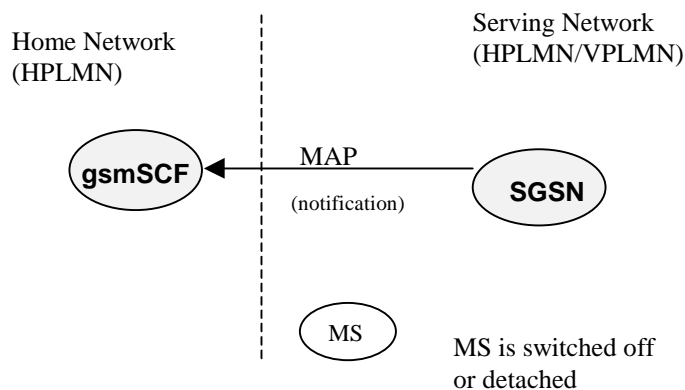 Home Network
(HPLMN)
Serving Network
(HPLMN/VPLMN)
gsmSCF
MAP
(notification)
SGSN
MS
MS is switched off
or detached